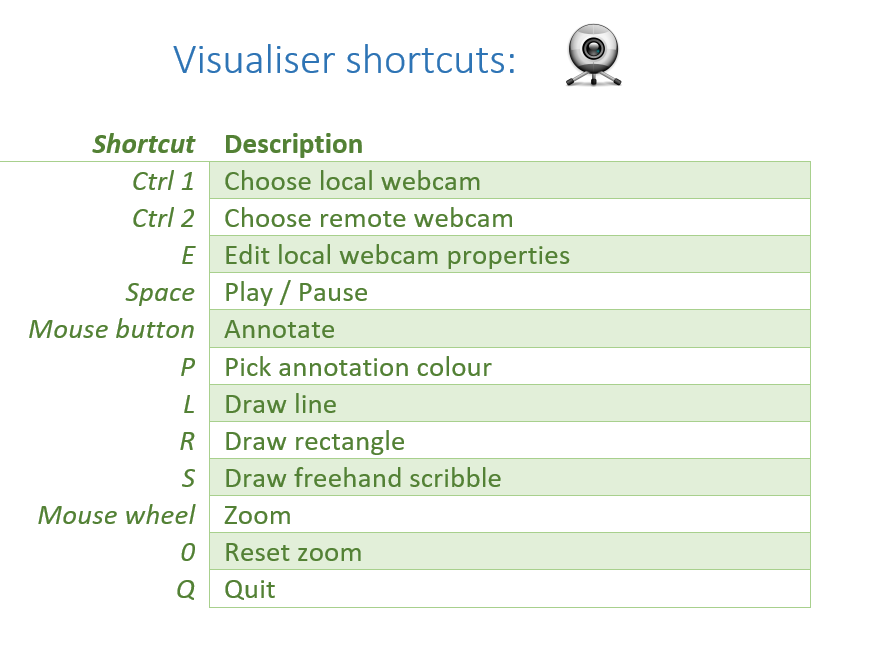 Visualiser shortcuts:
Shortcut Description
Ctrl 1 Choose local webcam
Ctrl 2 Choose remote webcam
E Edit local webcam properties
Space Play / Pause
Mouse button Annotate
P Pick annotation colour
L Draw line
R Draw rectangle
S Draw freehand scribble
Mouse wheel Zoom
0 Reset zoom
Q Quit